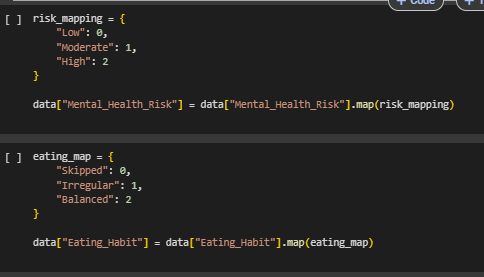 + Code
[ ] risk_mapping = {
"Low": 0,
"Moderate": 1,
"High": 2
}
data["Mental_Health_Risk"] = data["Mental_Health_Risk"].map(risk_mapping)
[ ] eating_map = {
"Skipped": 0,
"Irregular": 1,
"Balanced": 2
}
data["Eating_Habit"] = data["Eating_Habit"].map(eating_map)